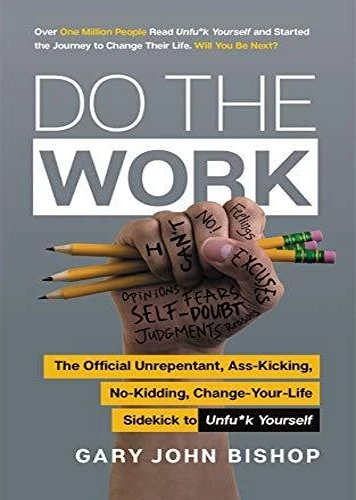 Over One Million People Read Unfu*k Yourself and Started
the Journey to Change Their Life. Will You Be Next?
DO THE
WORK
I
CAN'T
NO!
Feelings
EXCUSES
OPINIONS
FEARS
SELF-DOUBT
JUDGMENTS
The Official Unrepentant, Ass-Kicking,
No-Kidding, Change-Your-Life
Sidekick to Unfu*k Yourself
GARY JOHN BISHOP